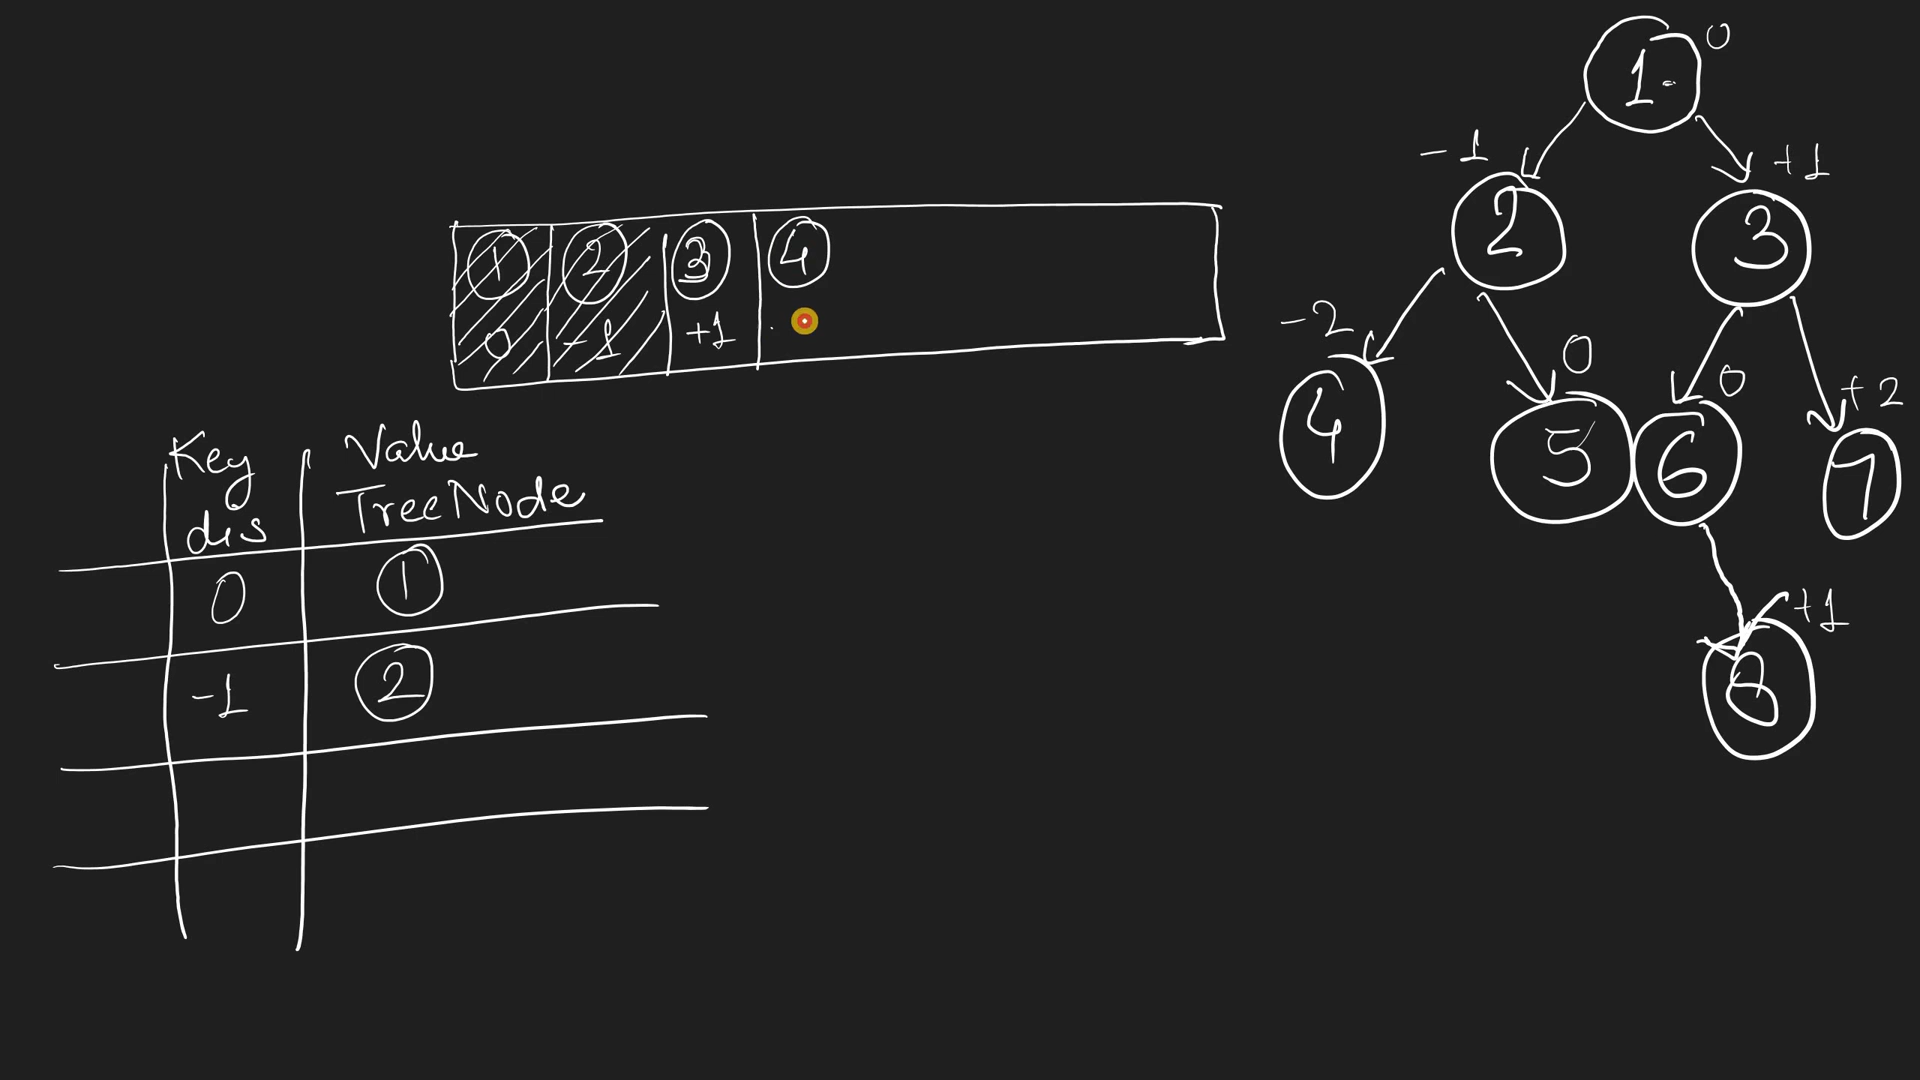 1 0
-1 +1
2 3
1 2 3 4
0 -1 +1
-2 0 0 +2
4 5 6 7
+1
8
Key Value
dis TreeNode
0 1
-1 2